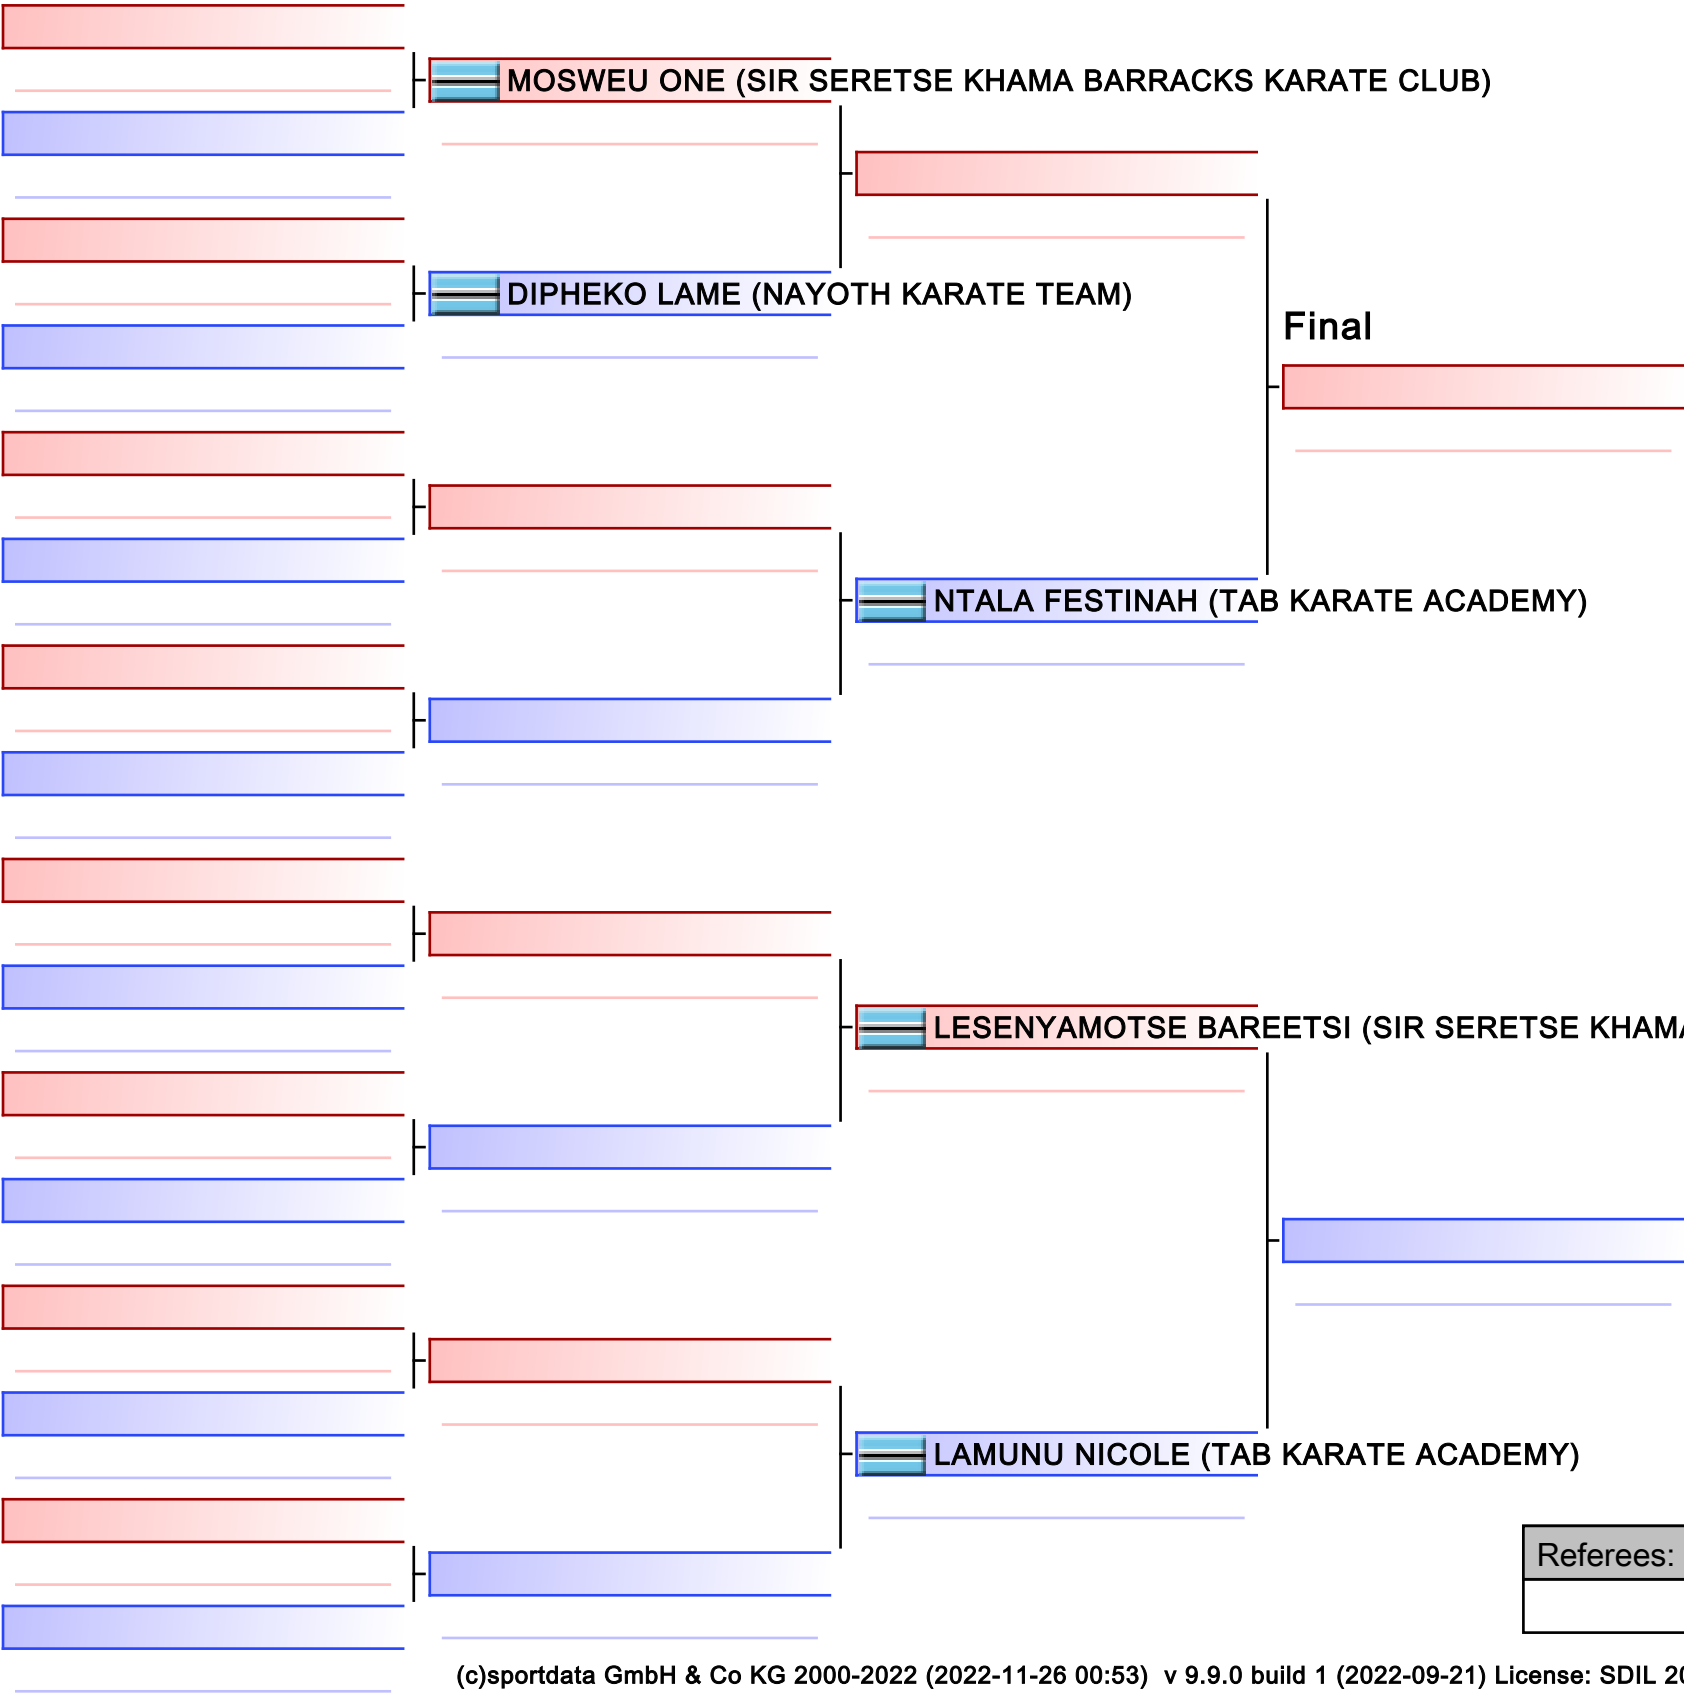 MOSWEU ONE (SIR SERETSE KHAMA BARRACKS KARATE CLUB)
DIPHEKO LAME (NAYOTH KARATE TEAM)
Final
NTALA FESTINAH (TAB KARATE ACADEMY)
LESENYAMOTSE BAREETSI (SIR SERETSE KHAMA
LAMUNU NICOLE (TAB KARATE ACADEMY)
Referees:
(c)sportdata GmbH & Co KG 2000-2022 (2022-11-26 00:53) v 9.9.0 build 1 (2022-09-21) License: SDIL 20